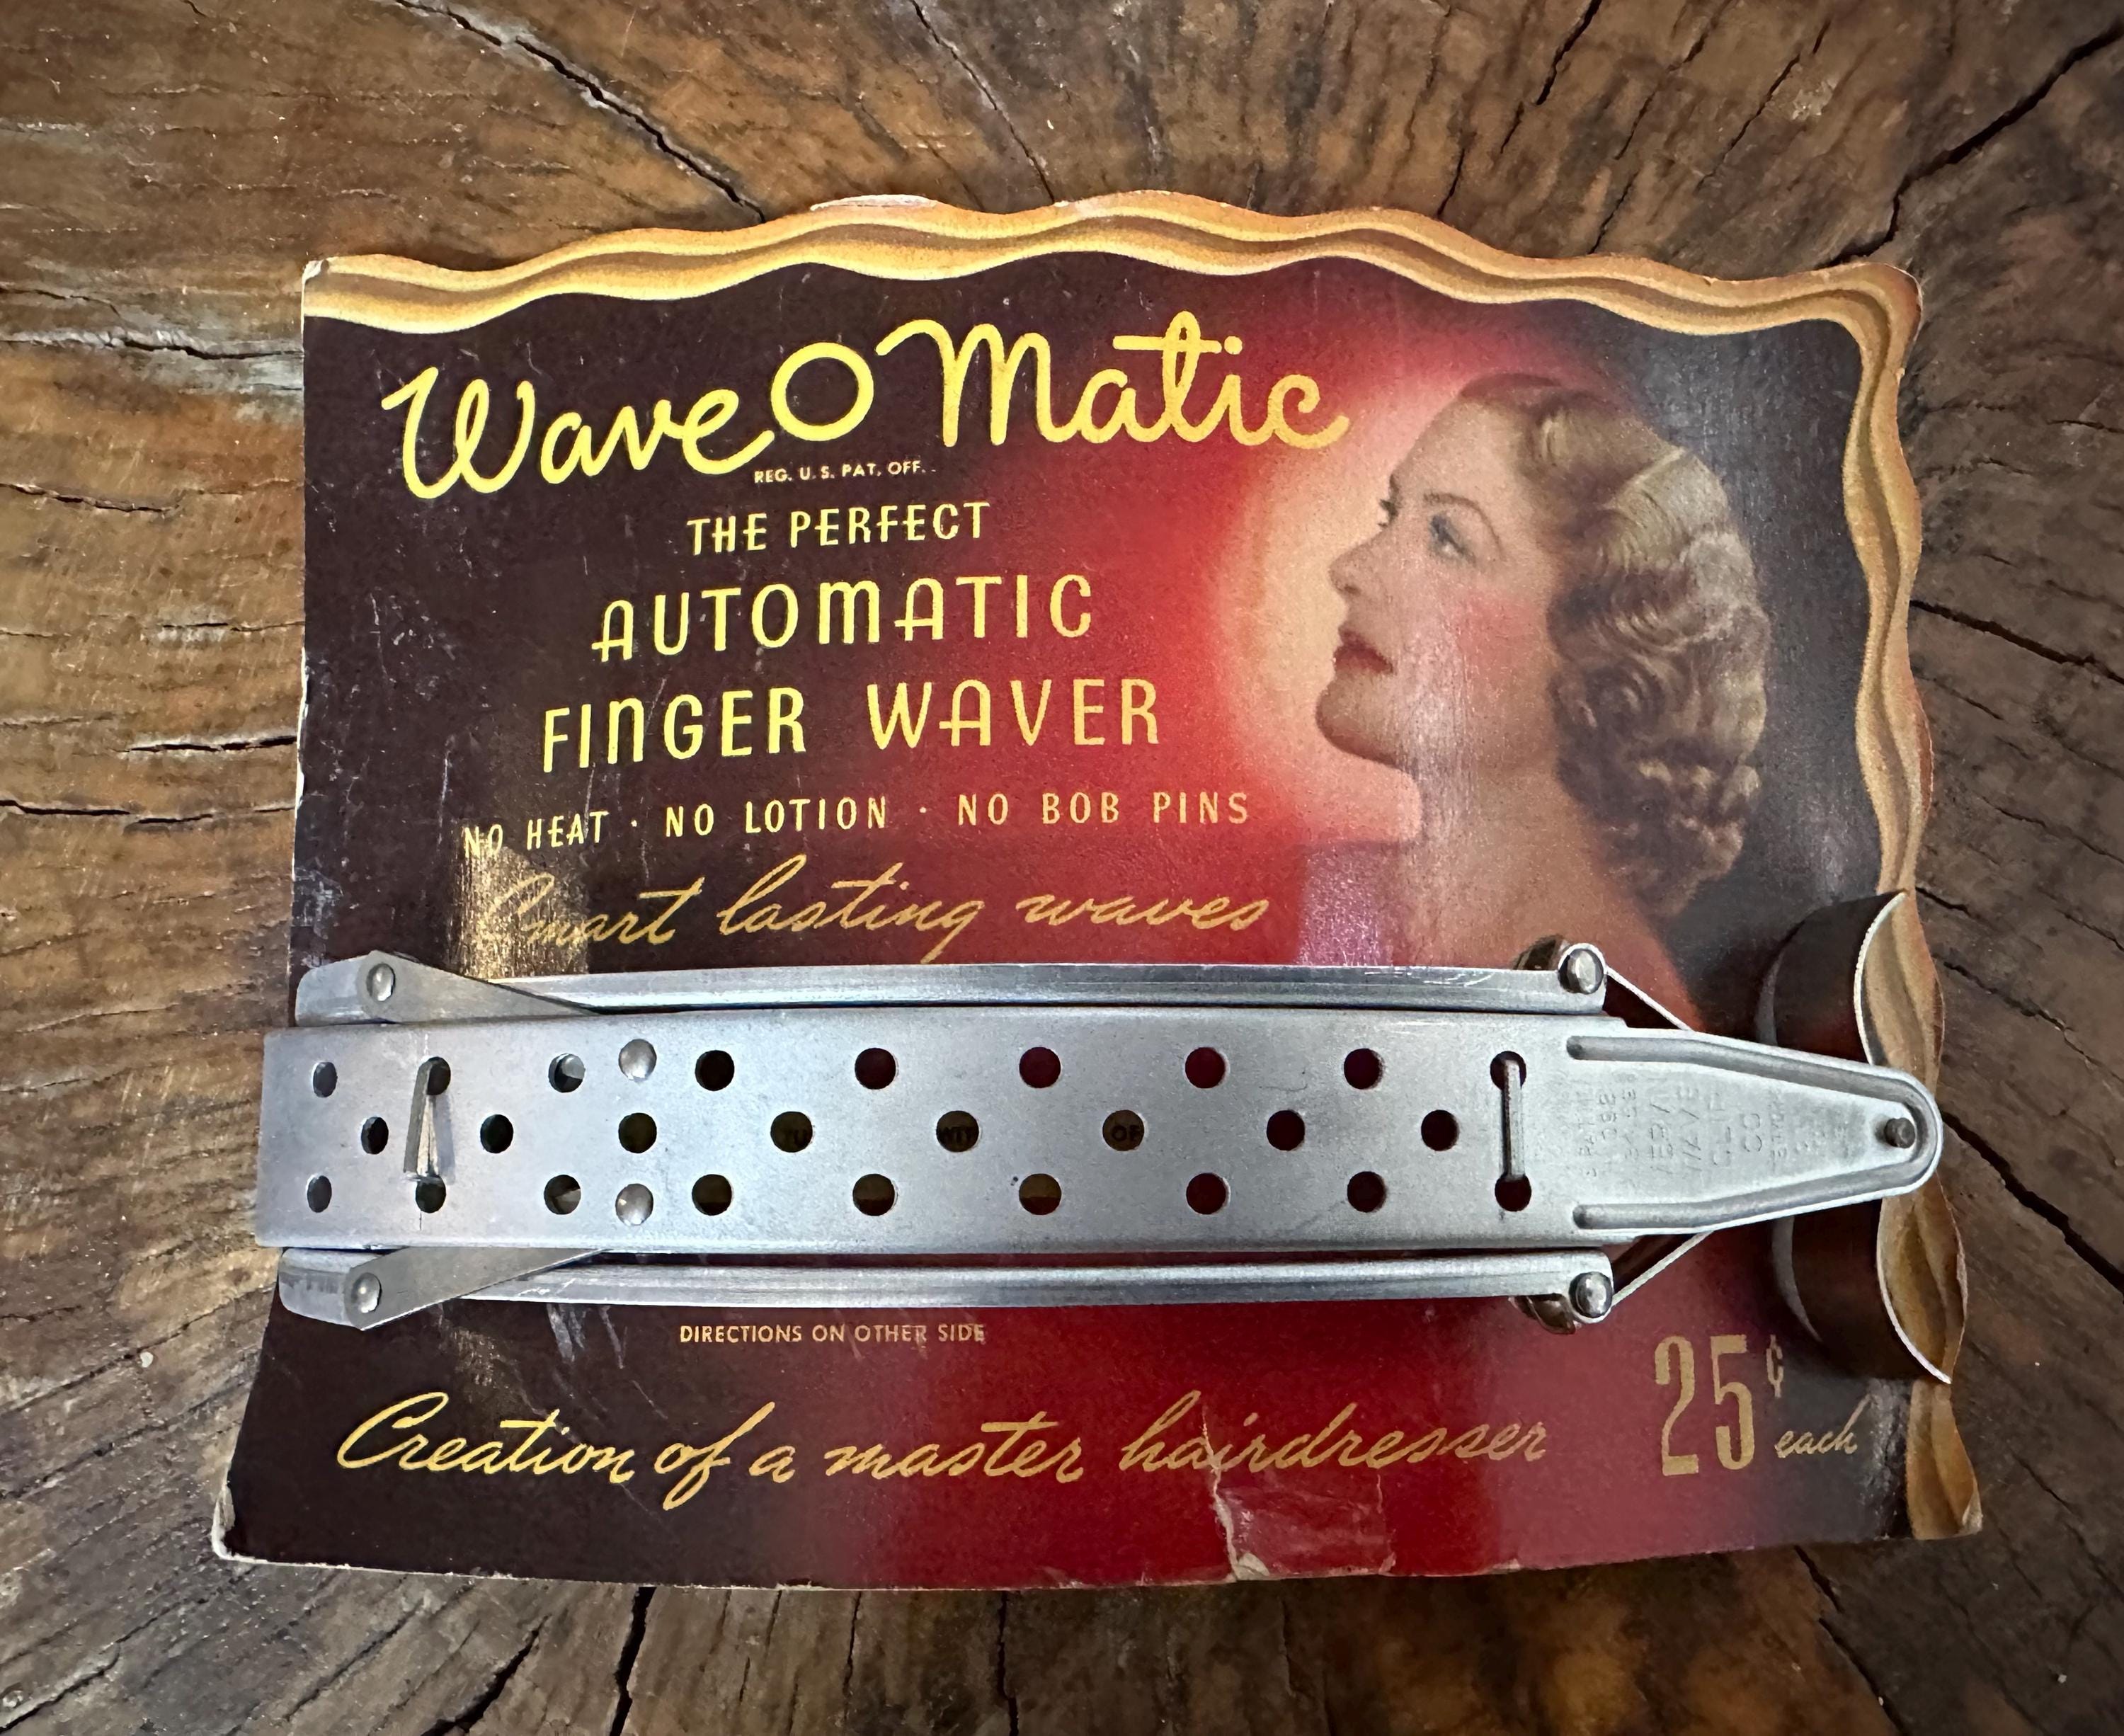 Wave O Matic
REG. U.S. PAT. OFF.
THE PERFECT
AUTOMATIC
FINGER WAVER
NO HEAT · NO LOTION · NO BOB PINS
Smart lasting waves
OF
DIRECTIONS ON OTHER SIDE
Creation of a master hairdresser
25¢ each